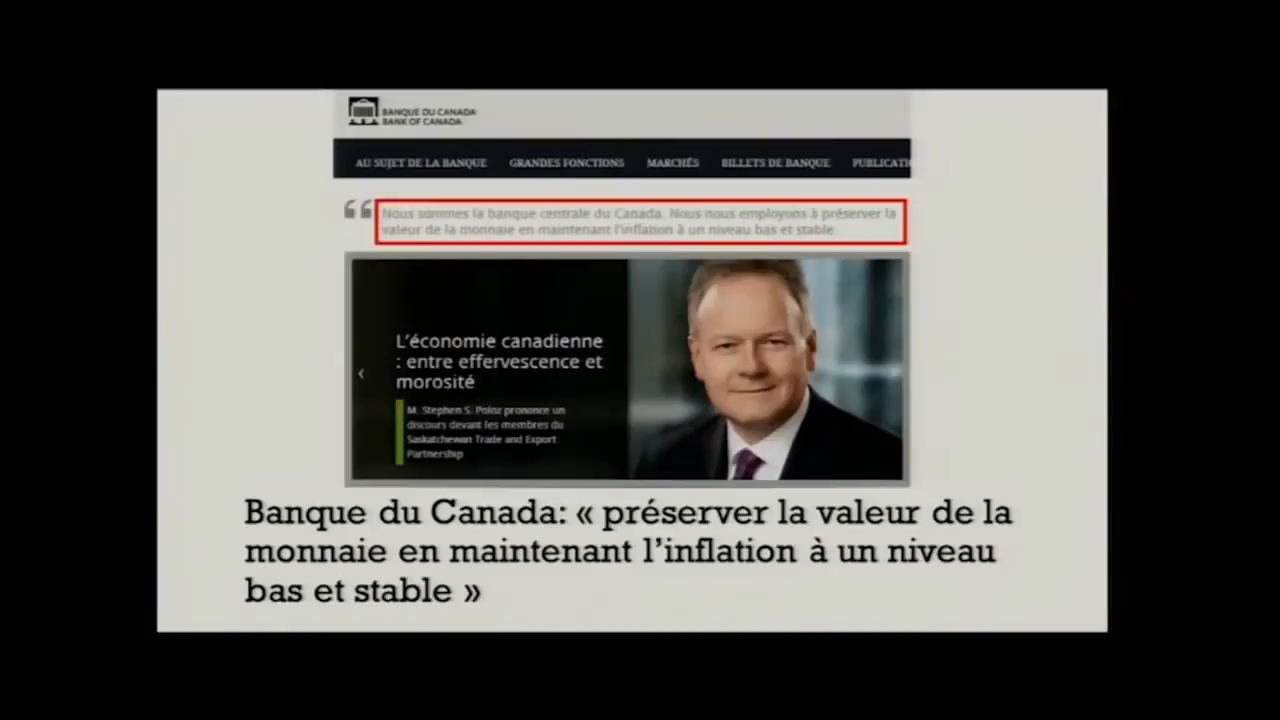 BANQUE DU CANADA
BANK OF CANADA
AU SUJET DE LA BANQUE GRANDES FONCTIONS MARCHÉS BILLETS DE BANQUE PUBLICATI
“ Nous sommes la banque centrale du Canada. Nous nous employons à préserver la
valeur de la monnaie en maintenant l'inflation à un niveau bas et stable.
L'économie canadienne
: entre effervescence et
morosité
M. Stephen S. Poloz prononce un
discours devant les membres du
Saskatchewan Trade and Export
Partnership
Banque du Canada: « préserver la valeur de la
monnaie en maintenant l’inflation à un niveau
bas et stable »